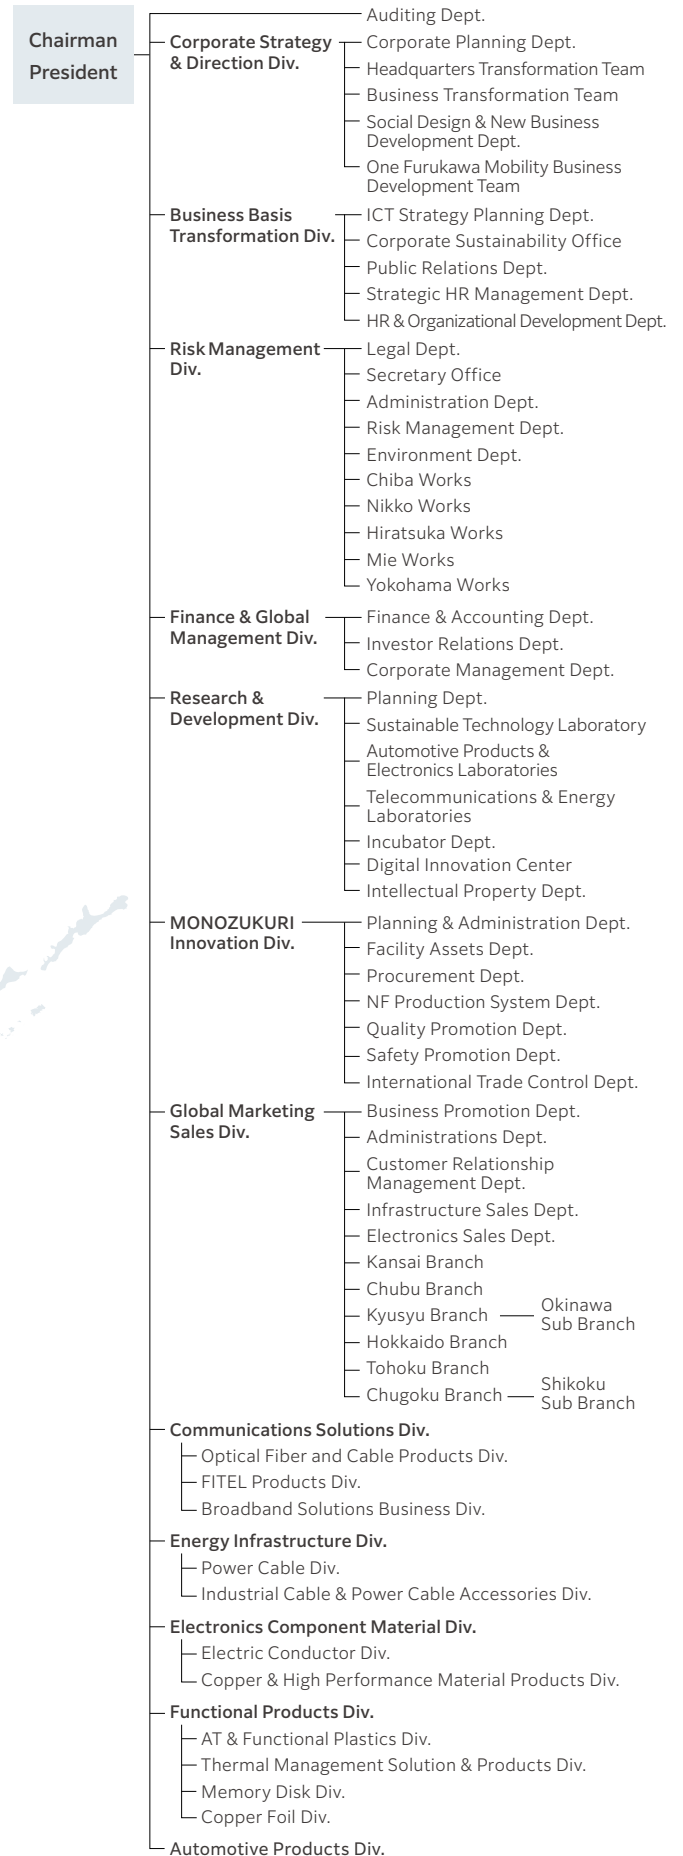 Chairman
President
Auditing Dept.
Corporate Strategy
& Direction Div.
Corporate Planning Dept.
Headquarters Transformation Team
Business Transformation Team
Social Design & New Business
Development Dept.
One Furukawa Mobility Business
Development Team
Business Basis
Transformation Div.
ICT Strategy Planning Dept.
Corporate Sustainability Office
Public Relations Dept.
Strategic HR Management Dept.
HR & Organizational Development Dept.
Risk Management
Div.
Legal Dept.
Secretary Office
Administration Dept.
Risk Management Dept.
Environment Dept.
Chiba Works
Nikko Works
Hiratsuka Works
Mie Works
Yokohama Works
Finance & Global
Management Div.
Finance & Accounting Dept.
Investor Relations Dept.
Corporate Management Dept.
Research &
Development Div.
Planning Dept.
Sustainable Technology Laboratory
Automotive Products &
Electronics Laboratories
Telecommunications & Energy
Laboratories
Incubator Dept.
Digital Innovation Center
Intellectual Property Dept.
MONOZUKURI
Innovation Div.
Planning & Administration Dept.
Facility Assets Dept.
Procurement Dept.
NF Production System Dept.
Quality Promotion Dept.
Safety Promotion Dept.
International Trade Control Dept.
Global Marketing
Sales Div.
Business Promotion Dept.
Administrations Dept.
Customer Relationship
Management Dept.
Infrastructure Sales Dept.
Electronics Sales Dept.
Kansai Branch
Chubu Branch
Kyusyu Branch
Okinawa
Sub Branch
Hokkaido Branch
Tohoku Branch
Chugoku Branch
Shikoku
Sub Branch
Communications Solutions Div.
Optical Fiber and Cable Products Div.
FITEL Products Div.
Broadband Solutions Business Div.
Energy Infrastructure Div.
Power Cable Div.
Industrial Cable & Power Cable Accessories Div.
Electronics Component Material Div.
Electric Conductor Div.
Copper & High Performance Material Products Div.
Functional Products Div.
AT & Functional Plastics Div.
Thermal Management Solution & Products Div.
Memory Disk Div.
Copper Foil Div.
Automotive Products Div.